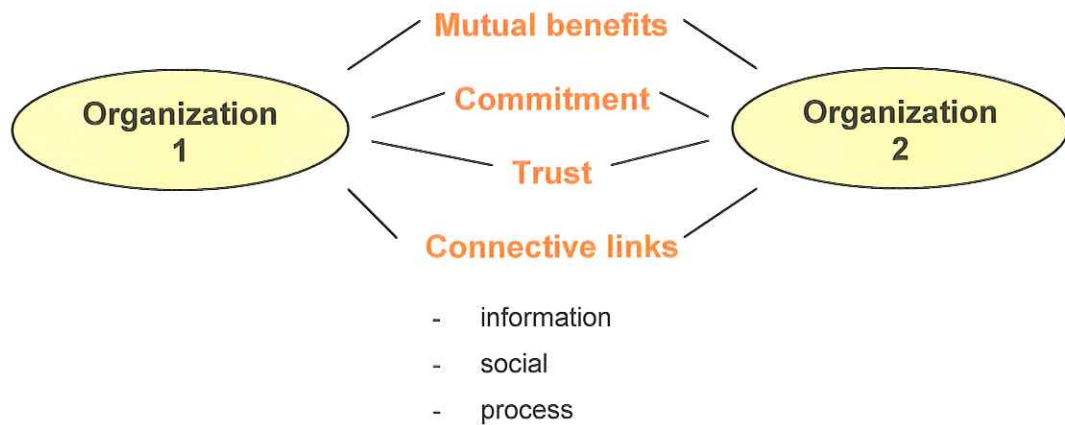 Mutual benefits
Organization
1
Commitment
Organization
2
Trust
Connective links
- information
- social
- process